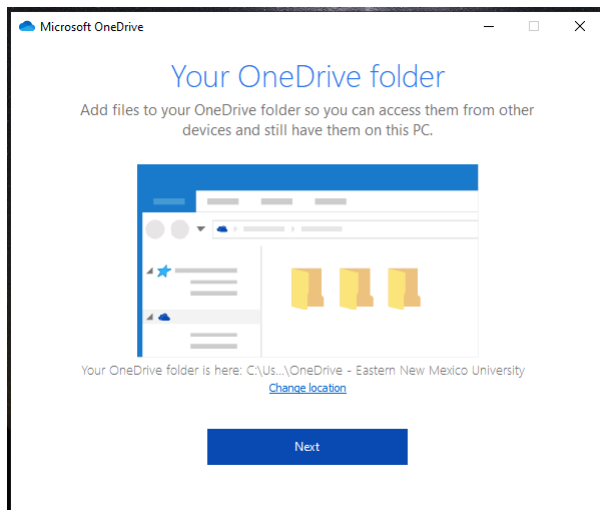 Microsoft OneDrive
Your OneDrive folder
Add files to your OneDrive folder so you can access them from other
devices and still have them on this PC.
Your OneDrive folder is here: C:\Us...\OneDrive - Eastern New Mexico University
Change location
Next